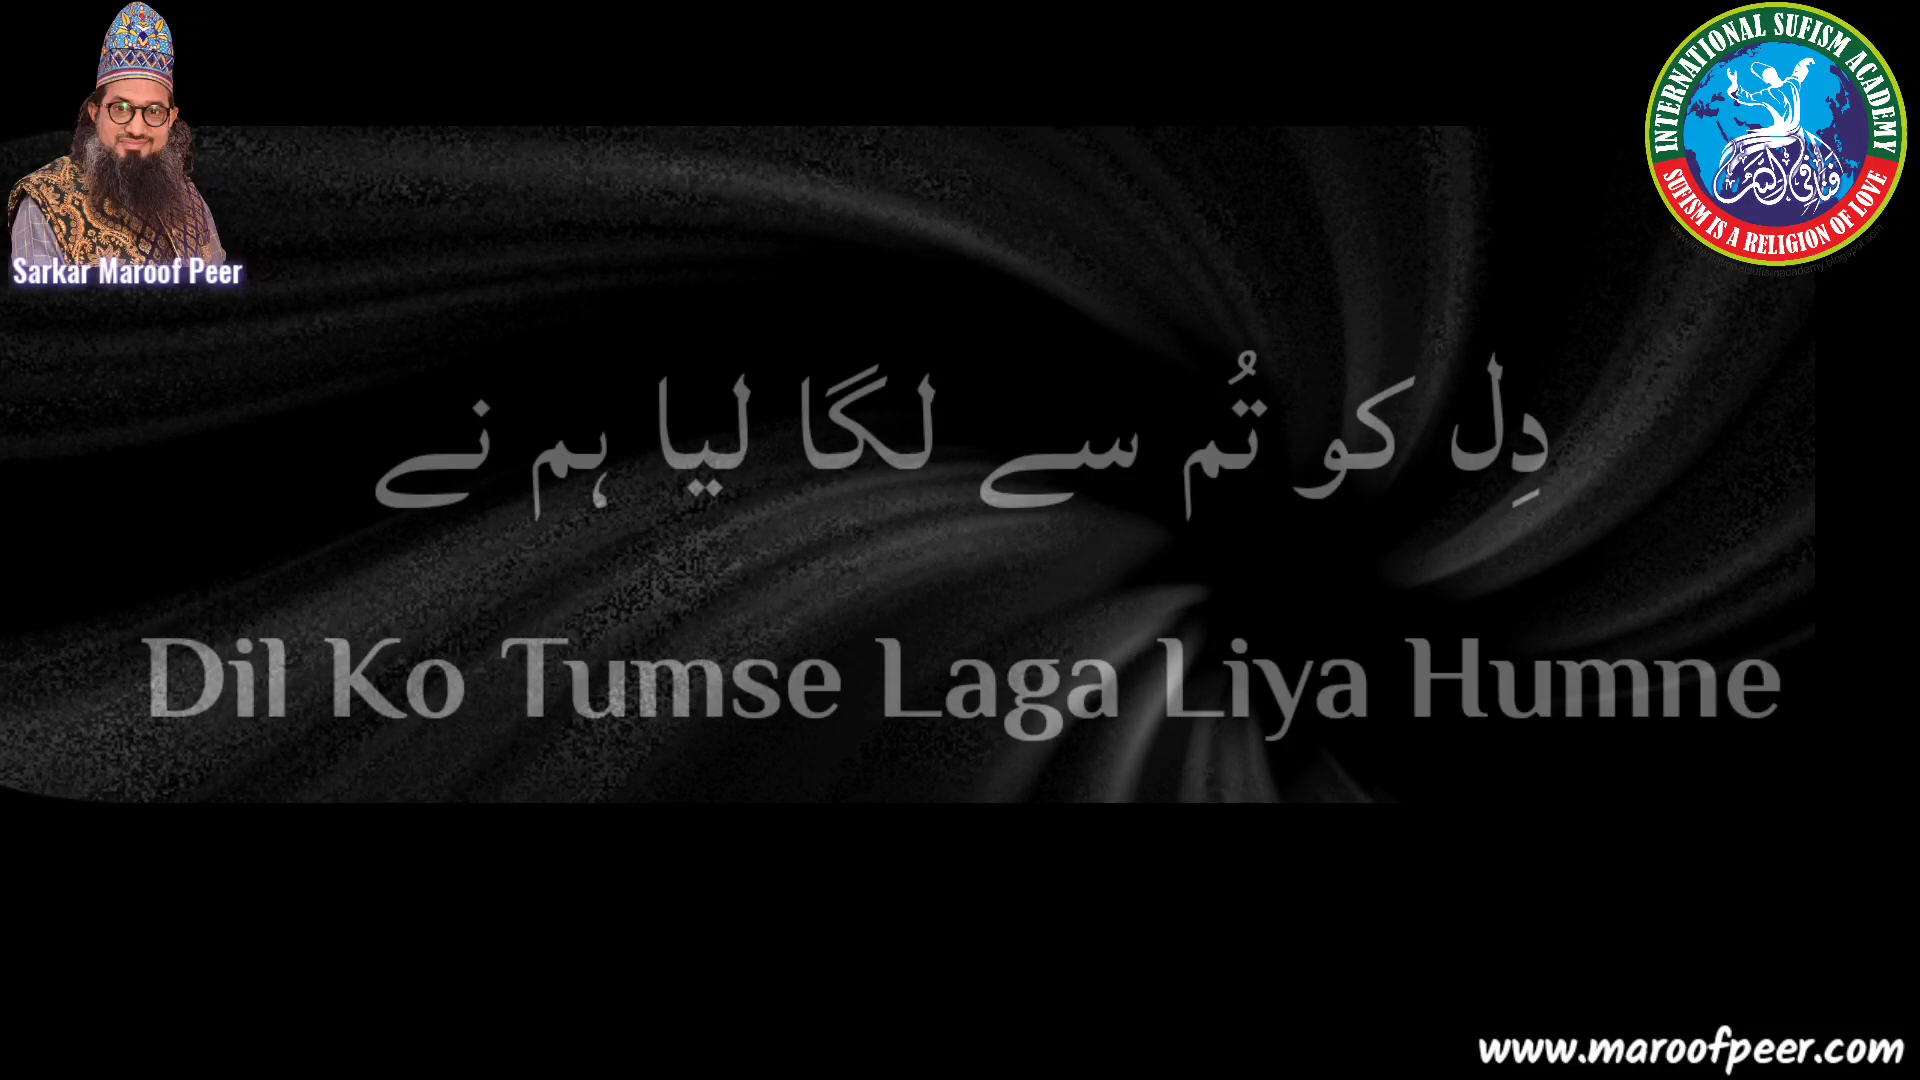 INTERNATIONAL SUFISM ACADEMY
SUFISM IS A RELIGION OF LOVE
Sarkar Maroof Peer
دِل کو تُم سے لگا لیا ہم نے
Dil Ko Tumse Laga Liya Humne
www.maroofpeer.com